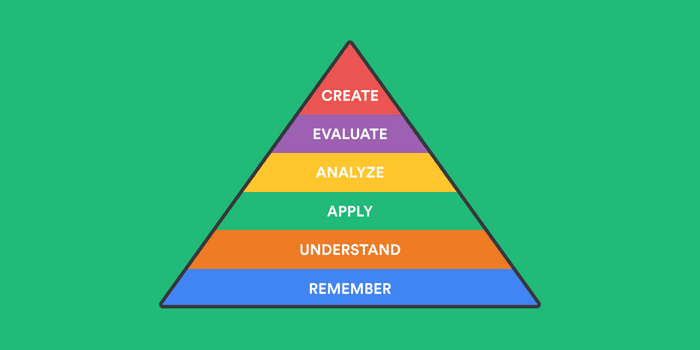 CREATE
EVALUATE
ANALYZE
APPLY
UNDERSTAND
REMEMBER